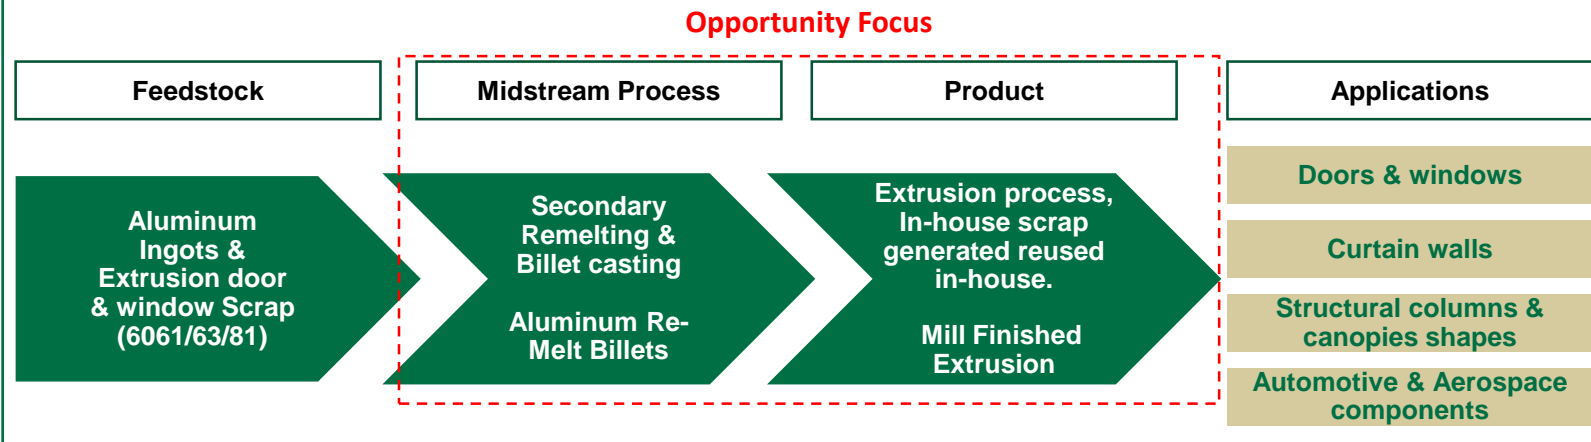 Opportunity Focus
Feedstock
Midstream Process
Product
Applications
Aluminum
Ingots &
Extrusion door
& window Scrap
(6061/63/81)
Secondary
Remelting &
Billet casting
Aluminum Re-
Melt Billets
Extrusion process,
In-house scrap
generated reused
in-house.
Mill Finished
Extrusion
Doors & windows
Curtain walls
Structural columns &
canopies shapes
Automotive & Aerospace
components